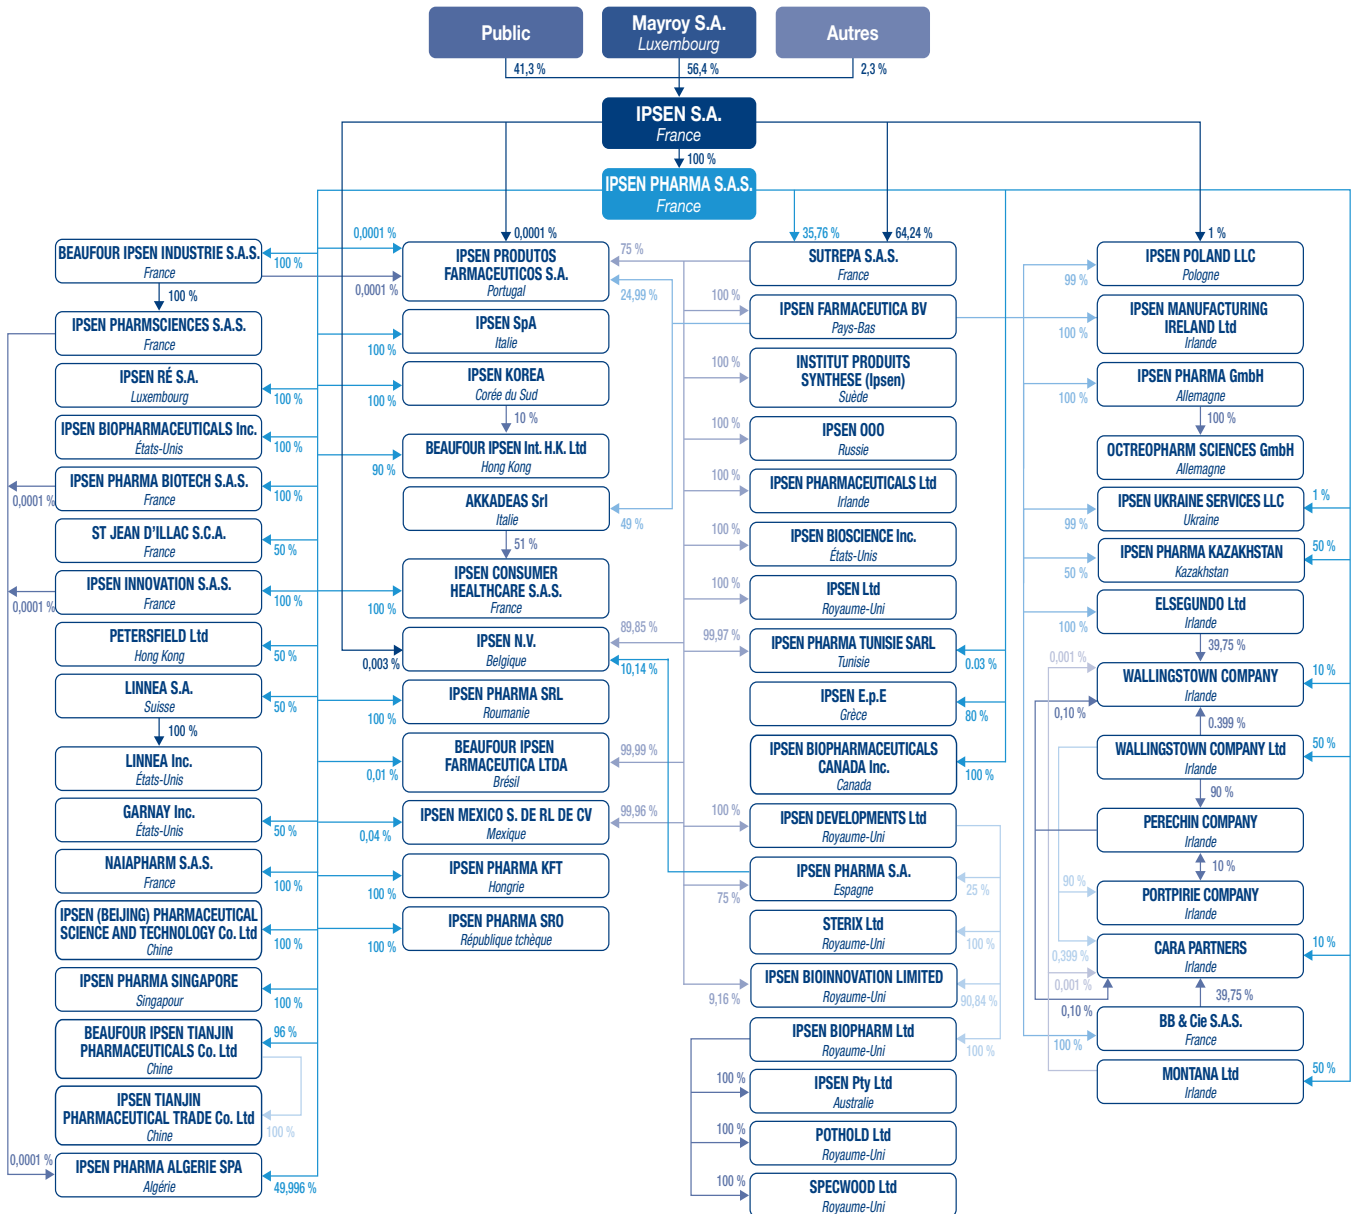 Public
Mayroy S.A.
Luxembourg
Autres
41,3 %
56,4 %
2,3 %
IPSEN S.A.
France
100 %
IPSEN PHARMA S.A.S.
France
BEAUFOUR IPSEN INDUSTRIE S.A.S.
France
100 %
100 %
IPSEN PHARMSCIENCES S.A.S.
France
IPSEN RÉ S.A.
Luxembourg
100 %
IPSEN BIOPHARMACEUTICALS Inc.
États-Unis
100 %
IPSEN PHARMA BIOTECH S.A.S.
France
0,0001 %
100 %
ST JEAN D'ILLAC S.C.A.
France
50 %
IPSEN INNOVATION S.A.S.
France
0,0001 %
100 %
PETERSFIELD Ltd
Hong Kong
50 %
LINNEA S.A.
Suisse
50 %
100 %
LINNEA Inc.
États-Unis
GARNAY Inc.
États-Unis
50 %
NAIAPHARM S.A.S.
France
100 %
IPSEN (BEIJING) PHARMACEUTICAL
SCIENCE AND TECHNOLOGY Co. Ltd
Chine
100 %
IPSEN PHARMA SINGAPORE
Singapour
100 %
BEAUFOUR IPSEN TIANJIN
PHARMACEUTICALS Co. Ltd
Chine
96 %
IPSEN TIANJIN
PHARMACEUTICAL TRADE Co. Ltd
Chine
100 %
IPSEN PHARMA ALGERIE SPA
Algérie
0,0001 %
49,996 %
0,0001 %
0,0001 %
0,0001 %
IPSEN PRODUTOS
FARMACEUTICOS S.A.
Portugal
75 %
24,99 %
IPSEN SpA
Italie
100 %
IPSEN KOREA
Corée du Sud
100 %
10 %
BEAUFOUR IPSEN Int. H.K. Ltd
Hong Kong
90 %
AKKADEAS Srl
Italie
49 %
51 %
IPSEN CONSUMER
HEALTHCARE S.A.S.
France
100 %
IPSEN N.V.
Belgique
0,003 %
89,85 %
10,14 %
IPSEN PHARMA SRL
Roumanie
100 %
BEAUFOUR IPSEN
FARMACEUTICA LTDA
Brésil
0,01 %
99,99 %
IPSEN MEXICO S. DE RL DE CV
Mexique
0,04 %
99,96 %
IPSEN PHARMA KFT
Hongrie
100 %
IPSEN PHARMA SRO
République tchèque
100 %
35,76 %
64,24 %
SUTREPA S.A.S.
France
IPSEN FARMACEUTICA BV
Pays-Bas
100 %
INSTITUT PRODUITS
SYNTHESE (Ipsen)
Suède
100 %
IPSEN OOO
Russie
100 %
IPSEN PHARMACEUTICALS Ltd
Irlande
100 %
IPSEN BIOSCIENCE Inc.
États-Unis
100 %
IPSEN Ltd
Royaume-Uni
100 %
IPSEN PHARMA TUNISIE SARL
Tunisie
99,97 %
0.03 %
IPSEN E.p.E
Grèce
80 %
IPSEN BIOPHARMACEUTICALS
CANADA Inc.
Canada
100 %
IPSEN DEVELOPMENTS Ltd
Royaume-Uni
100 %
IPSEN PHARMA S.A.
Espagne
75 %
25 %
STERIX Ltd
Royaume-Uni
100 %
IPSEN BIOINNOVATION LIMITED
Royaume-Uni
9,16 %
90,84 %
IPSEN BIOPHARM Ltd
Royaume-Uni
100 %
IPSEN Pty Ltd
Australie
100 %
POTHOLD Ltd
Royaume-Uni
100 %
SPECWOOD Ltd
Royaume-Uni
100 %
1 %
IPSEN POLAND LLC
Pologne
99 %
IPSEN MANUFACTURING
IRELAND Ltd
Irlande
100 %
IPSEN PHARMA GmbH
Allemagne
100 %
100 %
OCTREOPHARM SCIENCES GmbH
Allemagne
IPSEN UKRAINE SERVICES LLC
Ukraine
99 %
1 %
IPSEN PHARMA KAZAKHSTAN
Kazakhstan
50 %
50 %
ELSEGUNDO Ltd
Irlande
100 %
39,75 %
0,001 %
WALLINGSTOWN COMPANY
Irlande
10 %
0,10 %
0.399 %
WALLINGSTOWN COMPANY Ltd
Irlande
50 %
90 %
PERECHIN COMPANY
Irlande
10 %
PORTPIRIE COMPANY
Irlande
90 %
CARA PARTNERS
Irlande
10 %
0,399 %
0,001 %
0,10 %
39,75 %
BB & Cie S.A.S.
France
100 %
MONTANA Ltd
Irlande
50 %